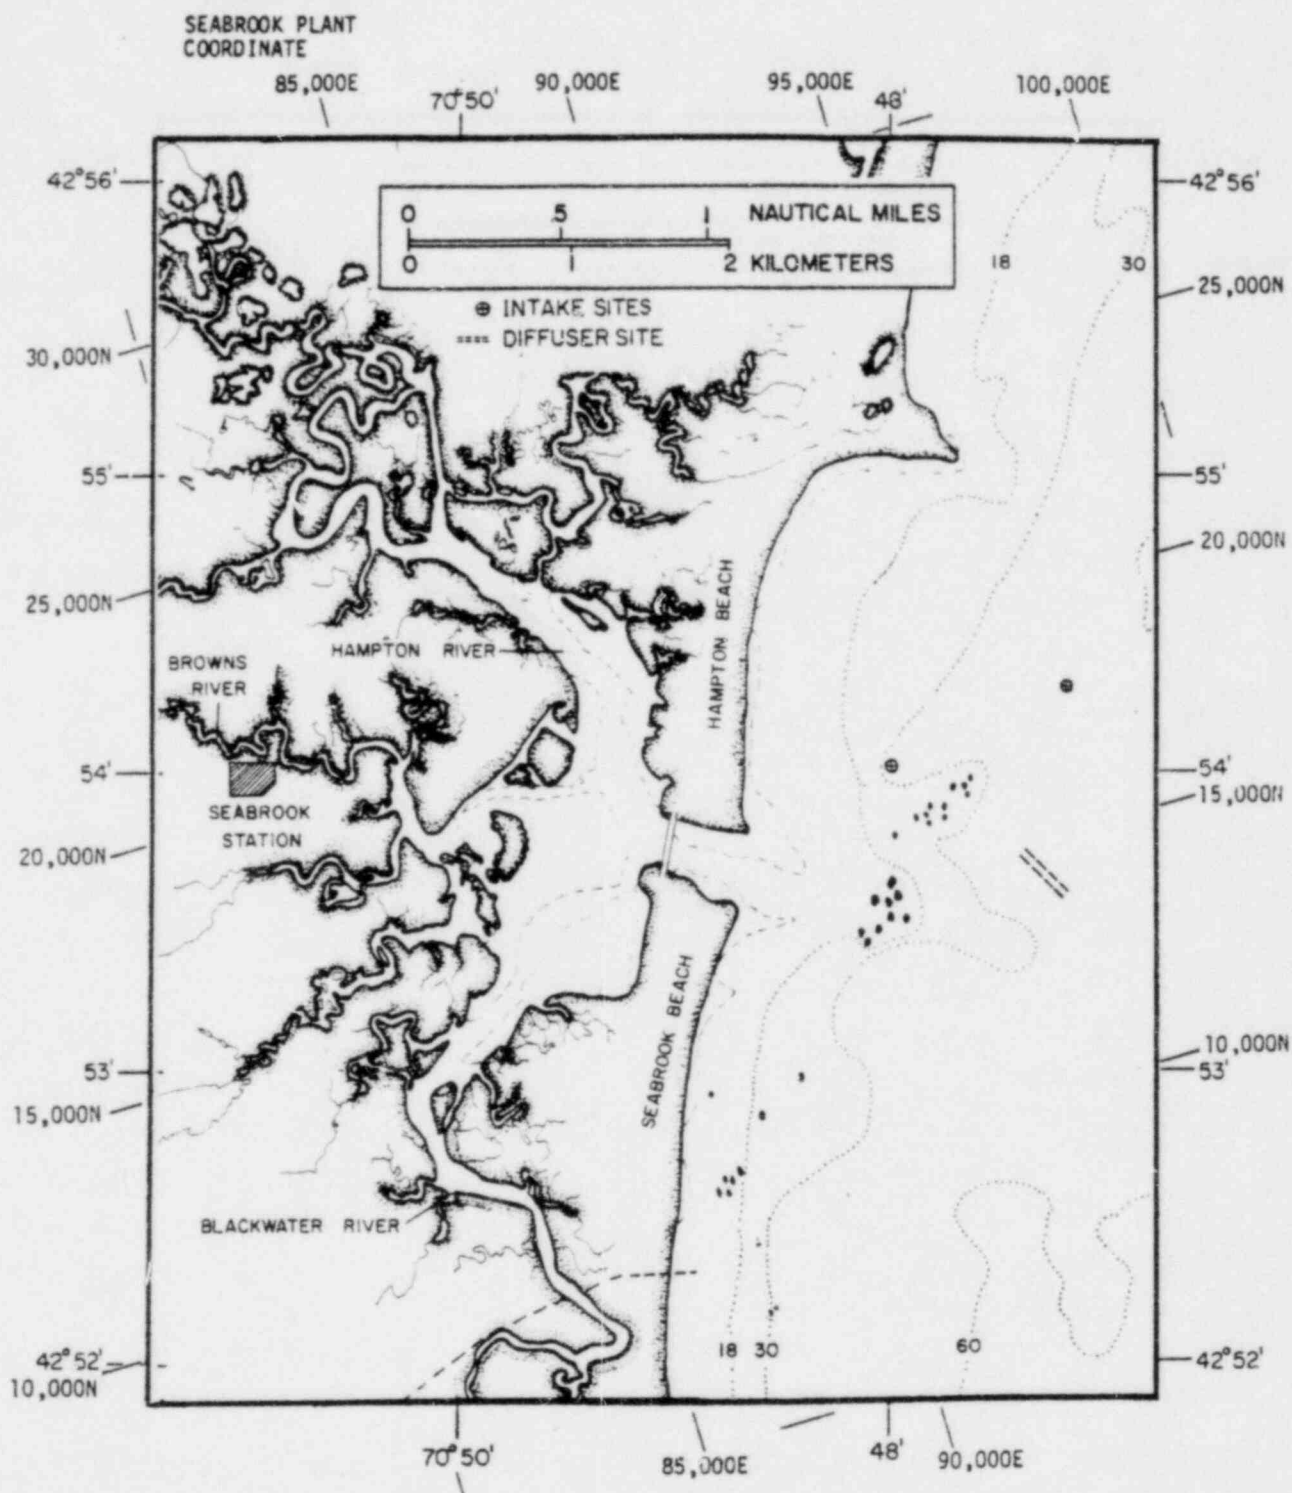 SEABROOK PLANT
COORDINATE
85,000E
70°50'
90,000E
95,000E
48'
100,000E
42°56'
42°56'
0 .5 1 NAUTICAL MILES
0 1 2 KILOMETERS
18
30
25,000N
INTAKE SITES
DIFFUSER SITE
30,000N
55'
55'
20,000N
25,000N
HAMPTON BEACH
HAMPTON RIVER
BROWNS
RIVER
54'
54'
15,000N
SEABROOK
STATION
20,000N
SEABROOK BEACH
10,000N
53'
53'
15,000N
BLACKWATER RIVER
18 30
60
42°52'
42°52'
10,000N
70°50'
85,000E
48'
90,000E